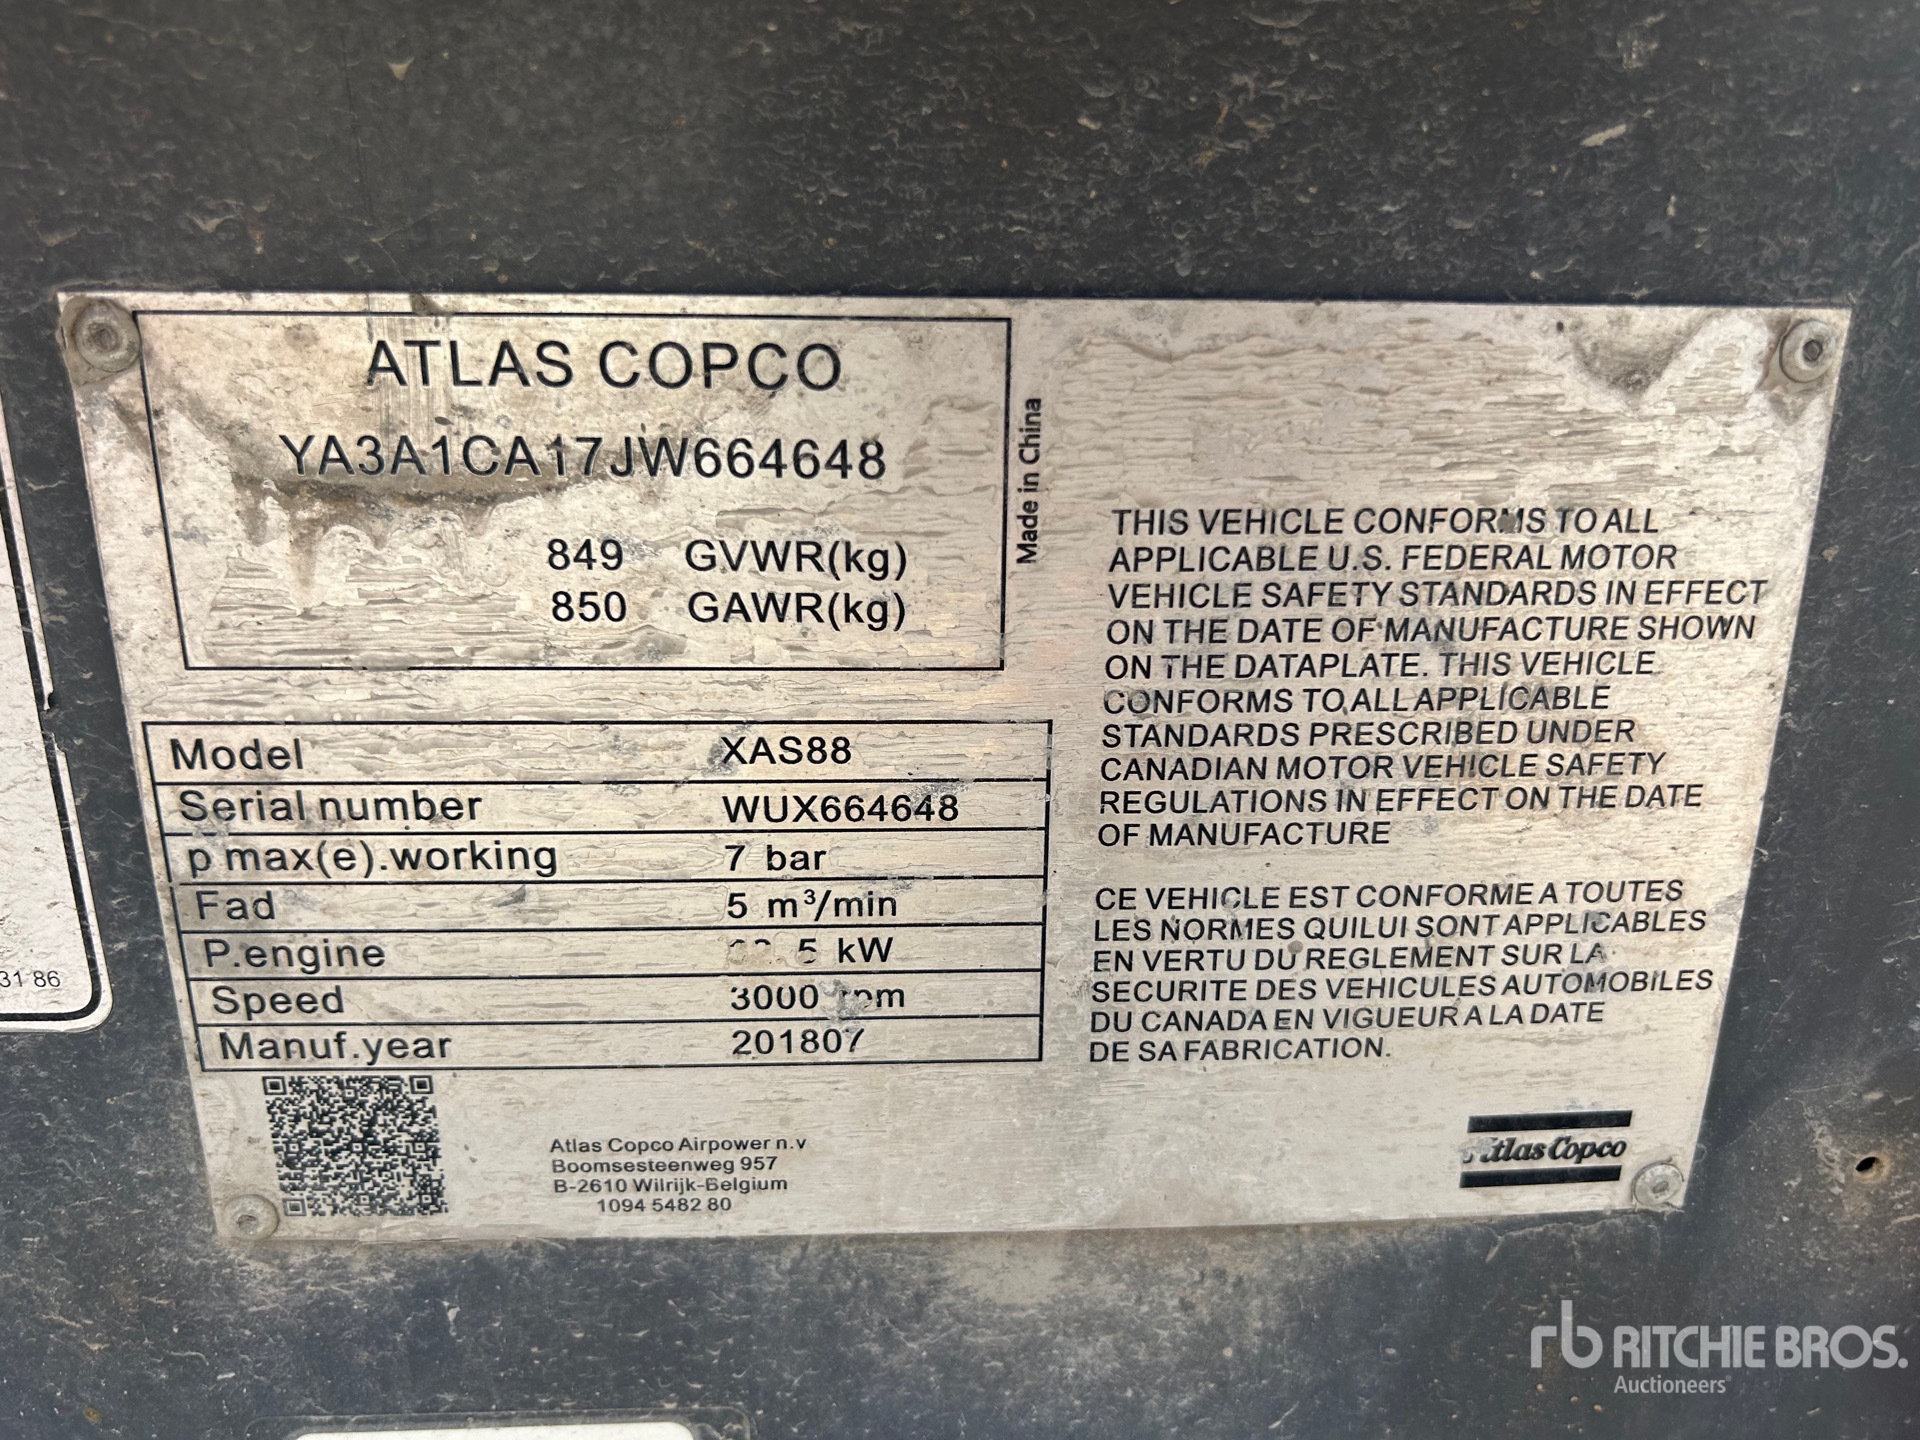 ATLAS COPCO
YA3A1CA17JW664648
849 GVWR(kg)
850 GAWR(kg)
Made in China
Model XAS88
Serial number WUX664648
p max(e).working 7 bar
Fad 5 m³/min
P.engine kW
Speed 3000 rpm
Manuf.year 201807
Atlas Copco Airpower n.v
Boomsesteenweg 957
B-2610 Wilrijk-Belgium
1094 5482 80
THIS VEHICLE CONFORMS TO ALL
APPLICABLE U.S. FEDERAL MOTOR
VEHICLE SAFETY STANDARDS IN EFFECT
ON THE DATE OF MANUFACTURE SHOWN
ON THE DATAPLATE. THIS VEHICLE
CONFORMS TO ALL APPLICABLE
STANDARDS PRESCRIBED UNDER
CANADIAN MOTOR VEHICLE SAFETY
REGULATIONS IN EFFECT ON THE DATE
OF MANUFACTURE
CE VEHICLE EST CONFORME A TOUTES
LES NORMES QUILUI SONT APPLICABLES
EN VERTU DU REGLEMENT SUR LA
SECURITE DES VEHICULES AUTOMOBILES
DU CANADA EN VIGUEUR A LA DATE
DE SA FABRICATION.
Atlas Copco
31 86
rb RITCHIE BROS.
Auctioneers